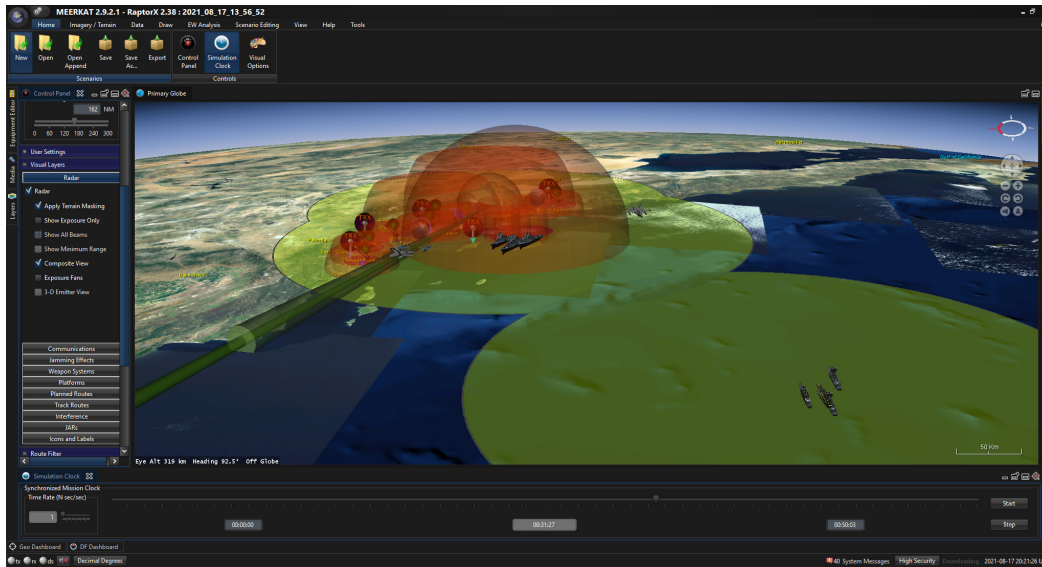 MEERKAT 2.9.2.1 - RaptorX 2.38 : 2021_08_17_13_56_52
Home Imagery / Terrain Data Draw EW Analysis Scenario Editing View Help Tools
New Open Open Append Save Save As... Export Control Panel Simulation Clock Visual Options
Scenarios Controls
Control Panel Primary Globe
Equipment Editor
Media
Layers
162 NM
0 60 120 180 240 300
User Settings
Visual Layers
Radar
Radar
Apply Terrain Masking
Show Exposure Only
Show All Beams
Show Minimum Range
Composite View
Exposure Fans
3-D Emitter View
Communications
Jamming Effects
Weapon Systems
Platforms
Planned Routes
Track Routes
Interference
JARs
Icons and Labels
Route Filter
Gulf of California
TRX
TRX
50 Km
Eye Alt 319 km Heading 92.5° Off Globe
Simulation Clock
Synchronized Mission Clock
Time Rate (N sec/sec)
1
Start
00:00:00 00:31:27 00:50:03 Stop
Geo Dashboard DF Dashboard
tx rx ds Decimal Degrees 40 System Messages High Security Downloading 2021-08-17 20:21:26 U